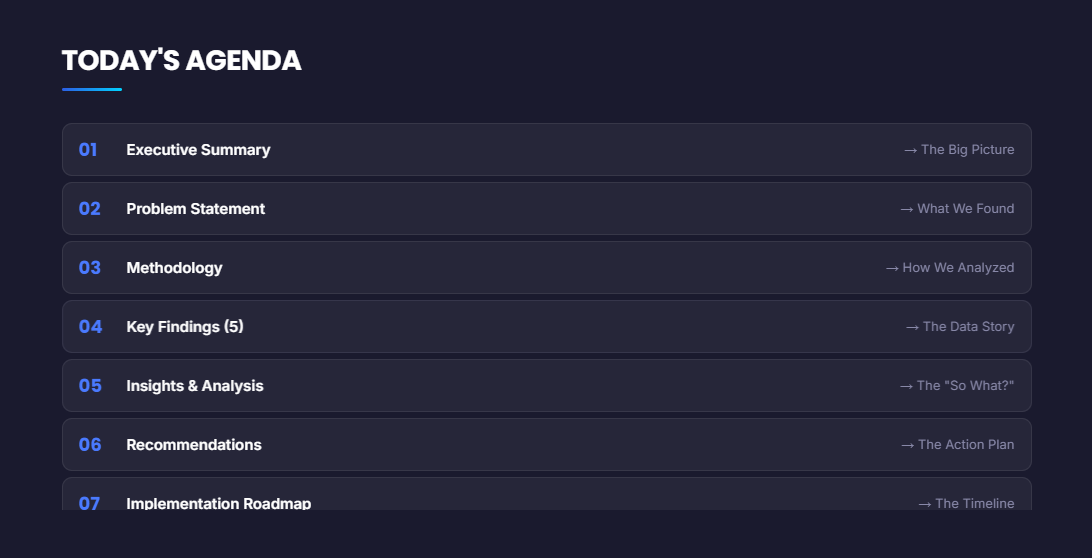 TODAY'S AGENDA
01 Executive Summary → The Big Picture
02 Problem Statement → What We Found
03 Methodology → How We Analyzed
04 Key Findings (5) → The Data Story
05 Insights & Analysis → The "So What?"
06 Recommendations → The Action Plan
07 Implementation Roadmap → The Timeline